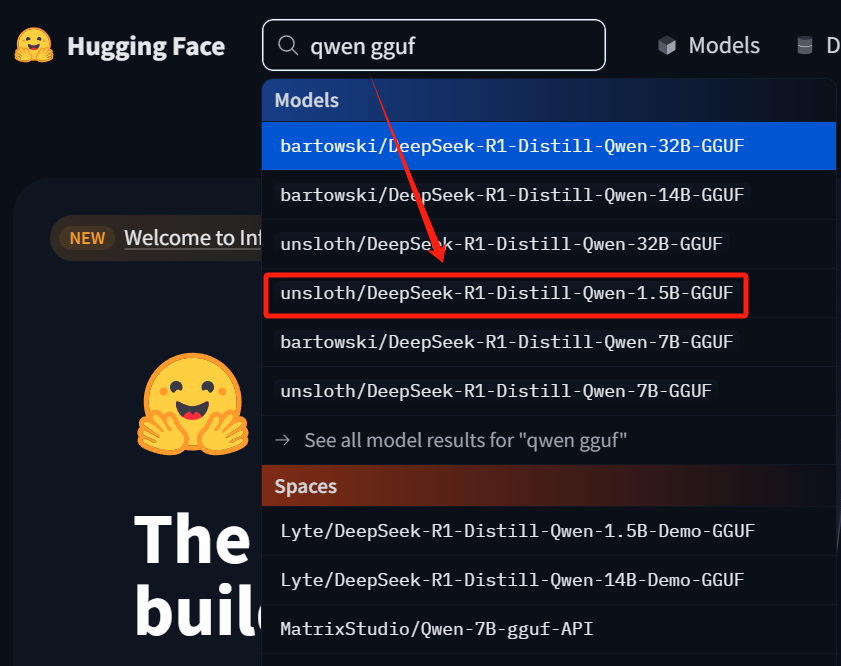 Hugging Face
qwen gguf
Models
D
Models
bartowski/DeepSeek-R1-Distill-Qwen-32B-GGUF
bartowski/DeepSeek-R1-Distill-Qwen-14B-GGUF
unsloth/DeepSeek-R1-Distill-Qwen-32B-GGUF
unsloth/DeepSeek-R1-Distill-Qwen-1.5B-GGUF
bartowski/DeepSeek-R1-Distill-Qwen-7B-GGUF
unsloth/DeepSeek-R1-Distill-Qwen-7B-GGUF
→ See all model results for "qwen gguf"
Spaces
Lyte/DeepSeek-R1-Distill-Qwen-1.5B-Demo-GGUF
Lyte/DeepSeek-R1-Distill-Qwen-14B-Demo-GGUF
MatrixStudio/Qwen-7B-gguf-API
NEW Welcome to Inf
The
buil